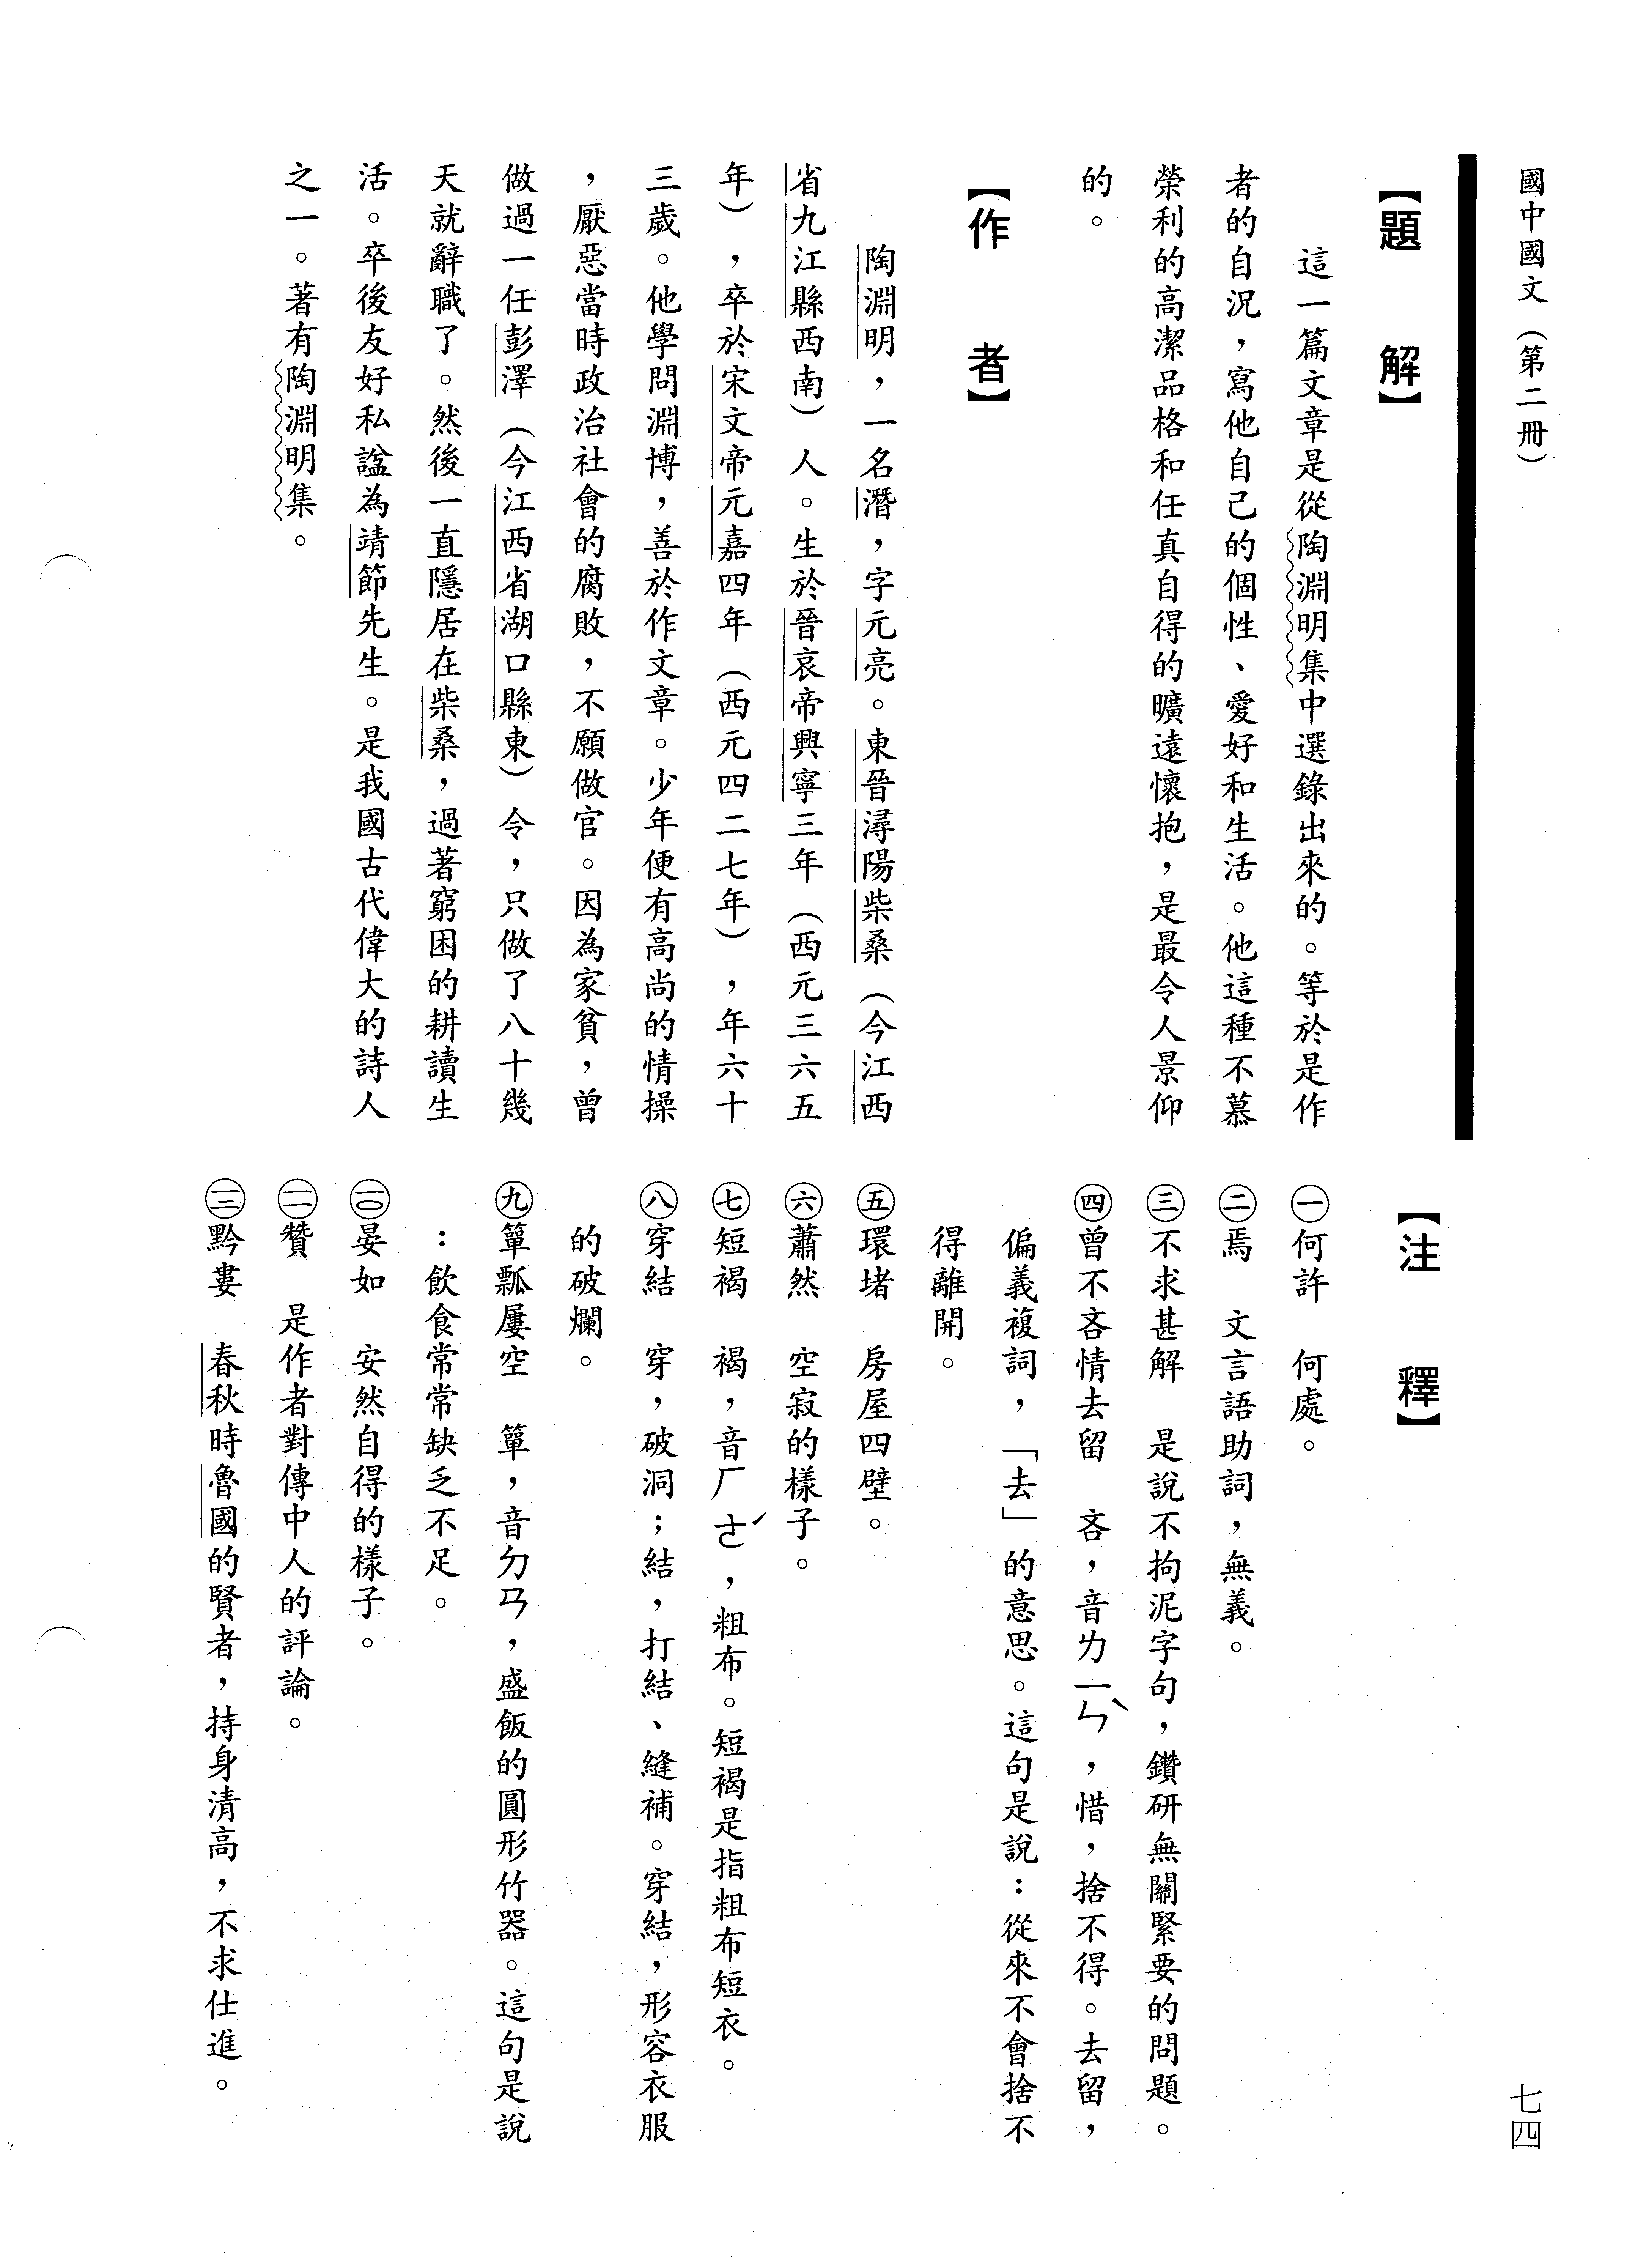 國中國文（第二冊）
七四
【題　解】
這一篇文章是從陶淵明集中選錄出來的。等於是作
者的自況，寫他自己的個性、愛好和生活。他這種不慕
榮利的高潔品格和任真自得的曠遠懷抱，是最令人景仰
的。
【作　者】
陶淵明，一名潛，字元亮。東晉潯陽柴桑（今江西
省九江縣西南）人。生於晉哀帝興寧三年（西元三六五
年），卒於宋文帝元嘉四年（西元四二七年），年六十
三歲。他學問淵博，善於作文章。少年便有高尚的情操
，厭惡當時政治社會的腐敗，不願做官。因為家貧，曾
做過一任彭澤（今江西省湖口縣東）令，只做了八十幾
天就辭職了。然後一直隱居在柴桑，過著窮困的耕讀生
活。卒後友好私諡為靖節先生。是我國古代偉大的詩人
之一。著有陶淵明集。
【注　釋】
㊀何許　何處。
㊁焉　文言語助詞，無義。
㊂不求甚解　是說不拘泥字句，鑽研無關緊要的問題。
㊃曾不吝情去留　吝，音ㄌㄧㄣˋ，惜，捨不得。去留，
偏義複詞，「去」的意思。這句是說：從來不會捨不
得離開。
㊄環堵　房屋四壁。
㊅蕭然　空寂的樣子。
㊆短褐　褐，音ㄏㄜˊ，粗布。短褐是指粗布短衣。
㊇穿結　穿，破洞；結，打結、縫補。穿結，形容衣服
的破爛。
㊈簞瓢屢空　簞，音ㄉㄢ，盛飯的圓形竹器。這句是說
：飲食常常缺乏不足。
㊀㊉晏如　安然自得的樣子。
㊀㊀贊　是作者對傳中人的評論。
㊀㊁黔婁　春秋時魯國的賢者，持身清高，不求仕進。